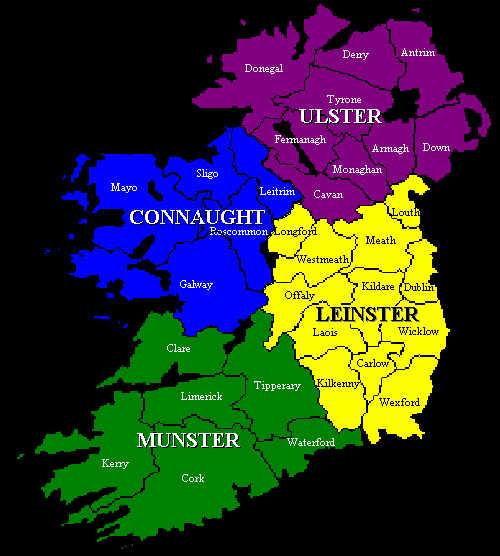 Derry
Antrim
Donegal
Tyrone
ULSTER
Fermanagh
Armagh
Down
Monaghan
Cavan
Sligo
Mayo
Leitrim
CONNAUGHT
Roscommon
Galway
Louth
Longford
Meath
Westmeath
Offaly
Kildare
Dublin
LEINSTER
Laois
Wicklow
Carlow
Kilkenny
Wexford
Clare
Tipperary
Limerick
MUNSTER
Waterford
Kerry
Cork